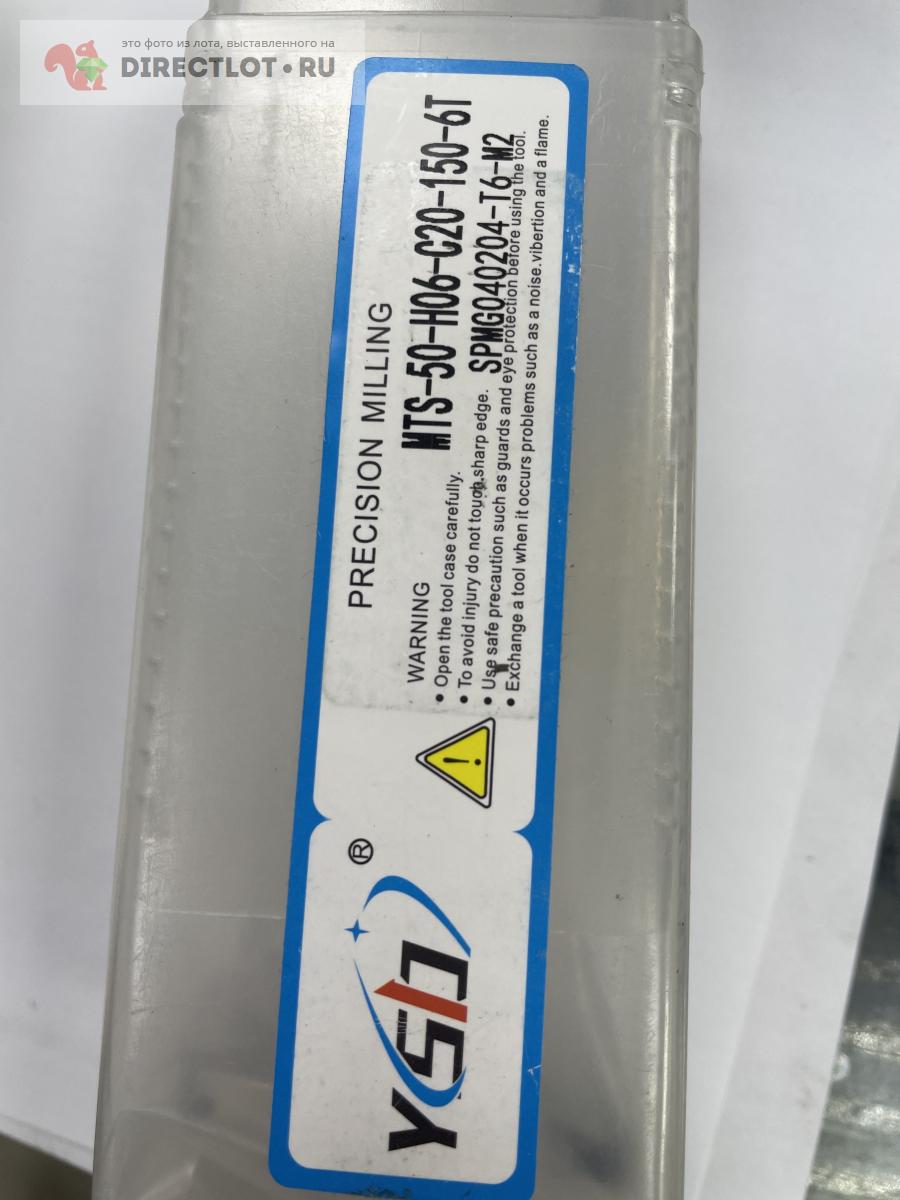 это фото из лота, выставленного на
DIRECTLOT.RU
PRECISION MILLING
MTS-50-H06-C20-150-6T
SPMG040204-T6-M2
WARNING
• Open the tool case carefully.
• To avoid injury do not touch sharp edge.
• Use safe precaution such as guards and eye protection before using the tool.
• Exchange a tool when it occurs problems such as a noise.vibertion and a flame.
YSD ®